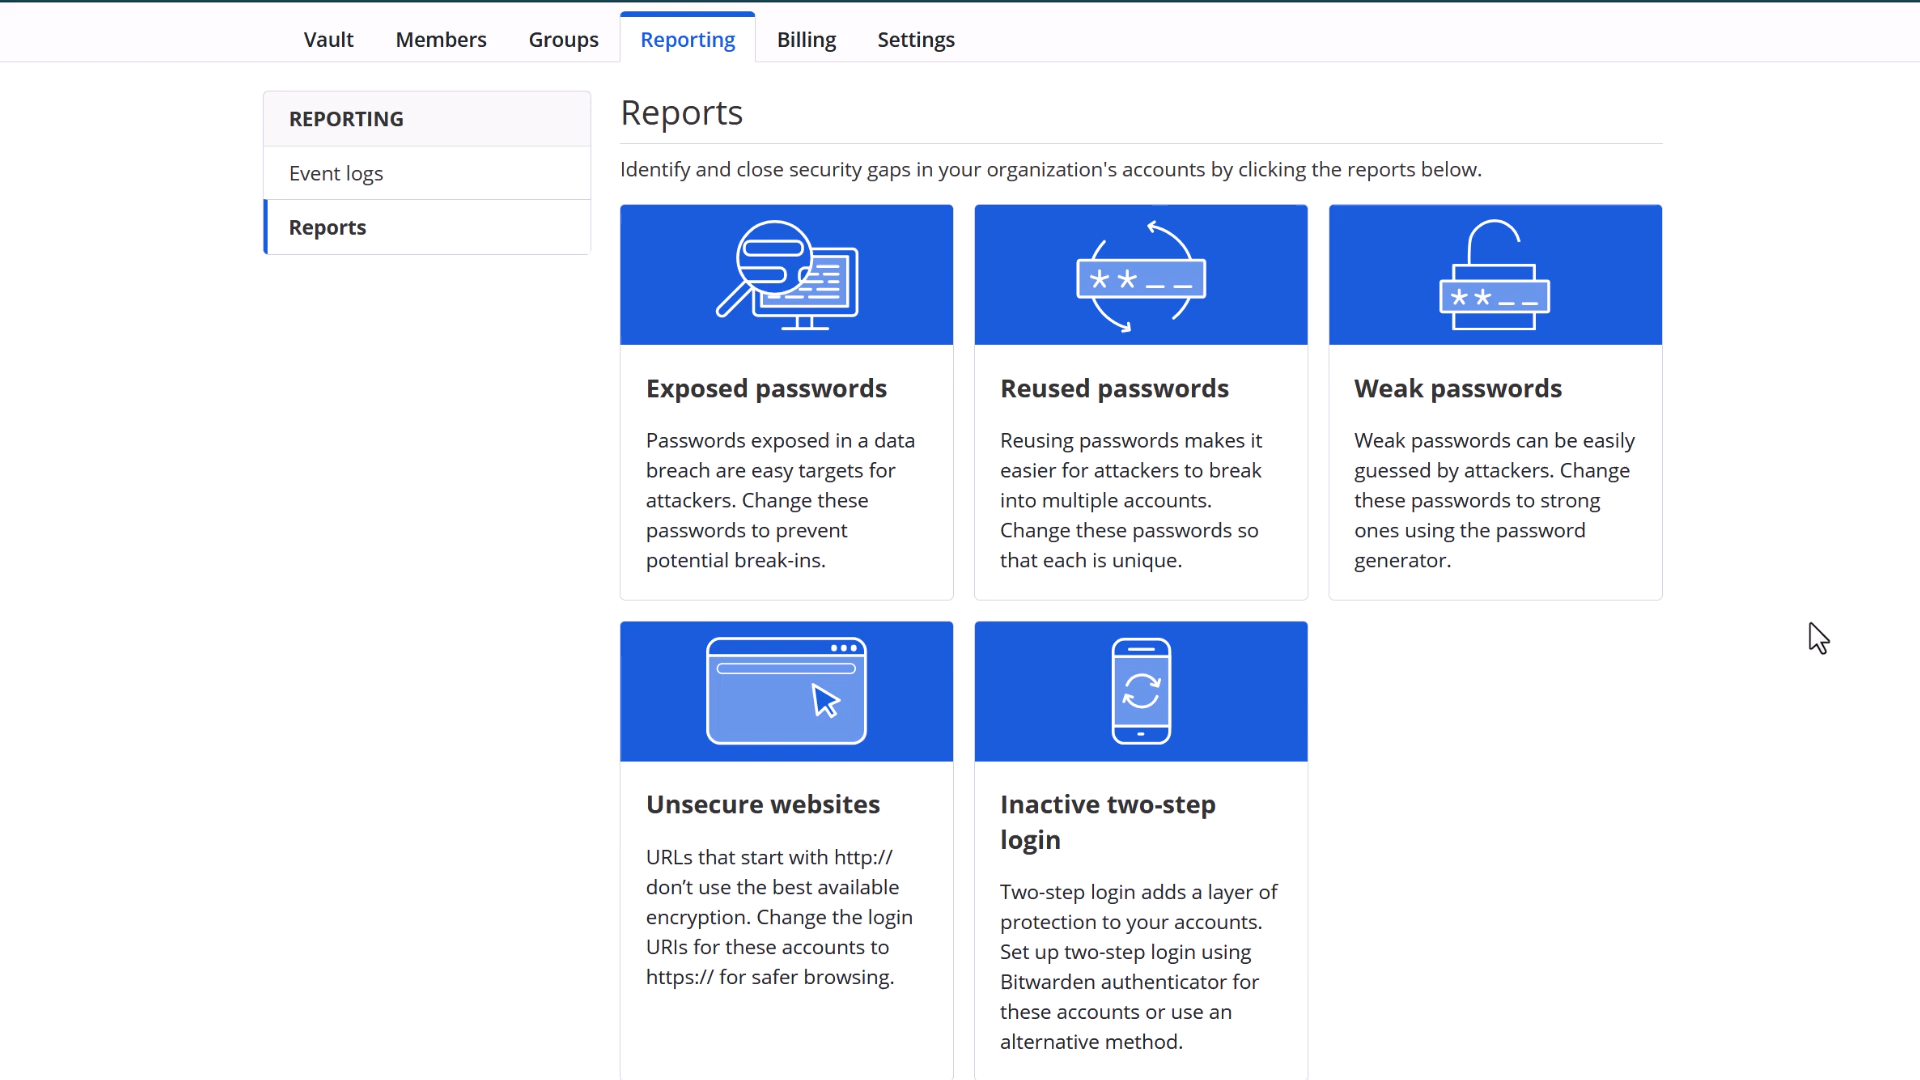 Vault Members Groups Reporting Billing Settings
REPORTING
Event logs
Reports
Reports
Identify and close security gaps in your organization's accounts by clicking the reports below.
* * _ _
* * _ _
Exposed passwords
Passwords exposed in a data
breach are easy targets for
attackers. Change these
passwords to prevent
potential break-ins.
Reused passwords
Reusing passwords makes it
easier for attackers to break
into multiple accounts.
Change these passwords so
that each is unique.
Weak passwords
Weak passwords can be easily
guessed by attackers. Change
these passwords to strong
ones using the password
generator.
Unsecure websites
URLs that start with http://
don’t use the best available
encryption. Change the login
URIs for these accounts to
https:// for safer browsing.
Inactive two-step
login
Two-step login adds a layer of
protection to your accounts.
Set up two-step login using
Bitwarden authenticator for
these accounts or use an
alternative method.